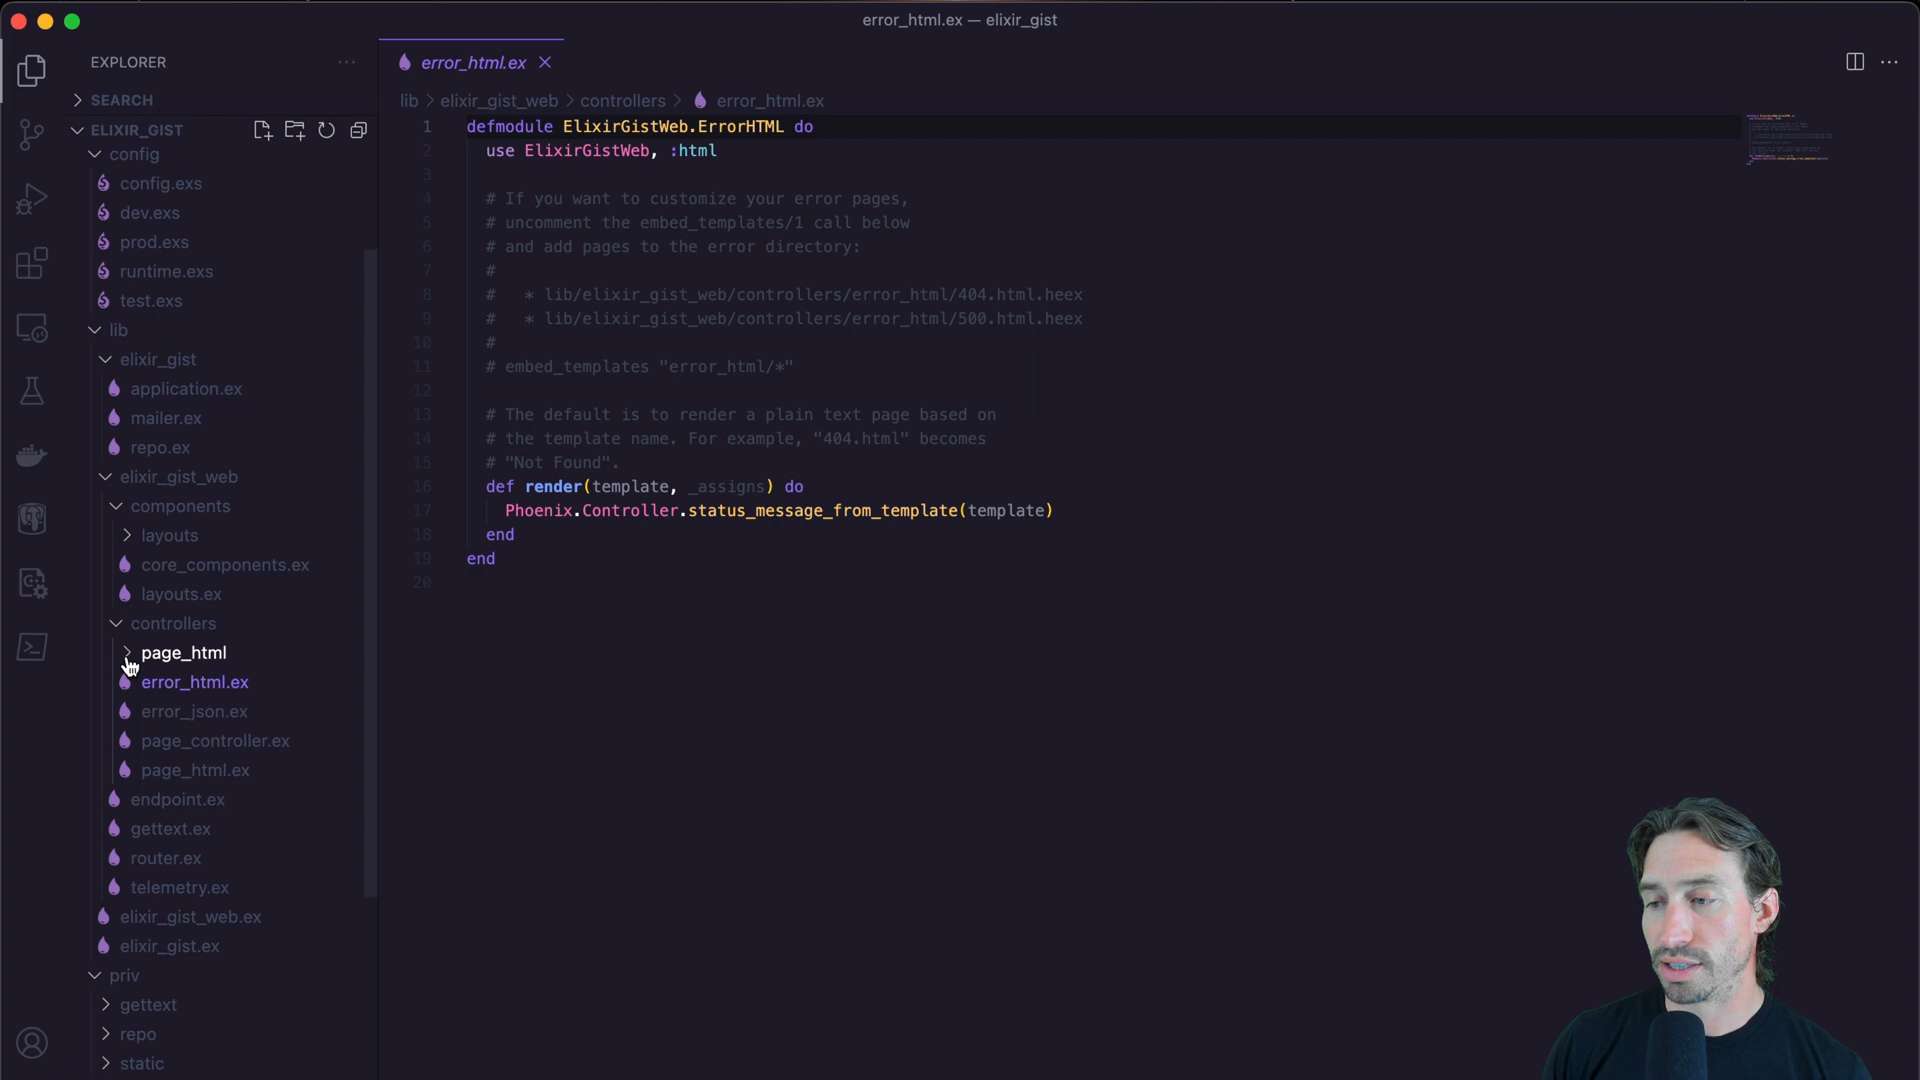 error_html.ex — elixir_gist
EXPLORER
SEARCH
ELIXIR_GIST
config
config.exs
dev.exs
prod.exs
runtime.exs
test.exs
lib
elixir_gist
application.ex
mailer.ex
repo.ex
elixir_gist_web
components
layouts
core_components.ex
layouts.ex
controllers
page_html
error_html.ex
error_json.ex
page_controller.ex
page_html.ex
endpoint.ex
gettext.ex
router.ex
telemetry.ex
elixir_gist_web.ex
elixir_gist.ex
priv
gettext
repo
static
error_html.ex
lib > elixir_gist_web > controllers > error_html.ex
1 defmodule ElixirGistWeb.ErrorHTML do
2 use ElixirGistWeb, :html
3
4 # If you want to customize your error pages,
5 # uncomment the embed_templates/1 call below
6 # and add pages to the error directory:
7 #
8 # * lib/elixir_gist_web/controllers/error_html/404.html.heex
9 # * lib/elixir_gist_web/controllers/error_html/500.html.heex
10 #
11 # embed_templates "error_html/*"
12
13 # The default is to render a plain text page based on
14 # the template name. For example, "404.html" becomes
15 # "Not Found".
16 def render(template, _assigns) do
17 Phoenix.Controller.status_message_from_template(template)
18 end
19 end
20